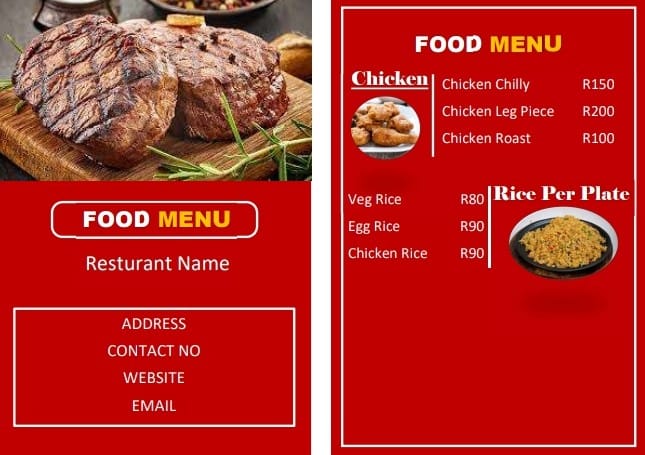 FOOD MENU
Resturant Name
ADDRESS
CONTACT NO
WEBSITE
EMAIL
FOOD MENU
Chicken
Chicken Chilly R150
Chicken Leg Piece R200
Chicken Roast R100
Rice Per Plate
Veg Rice R80
Egg Rice R90
Chicken Rice R90